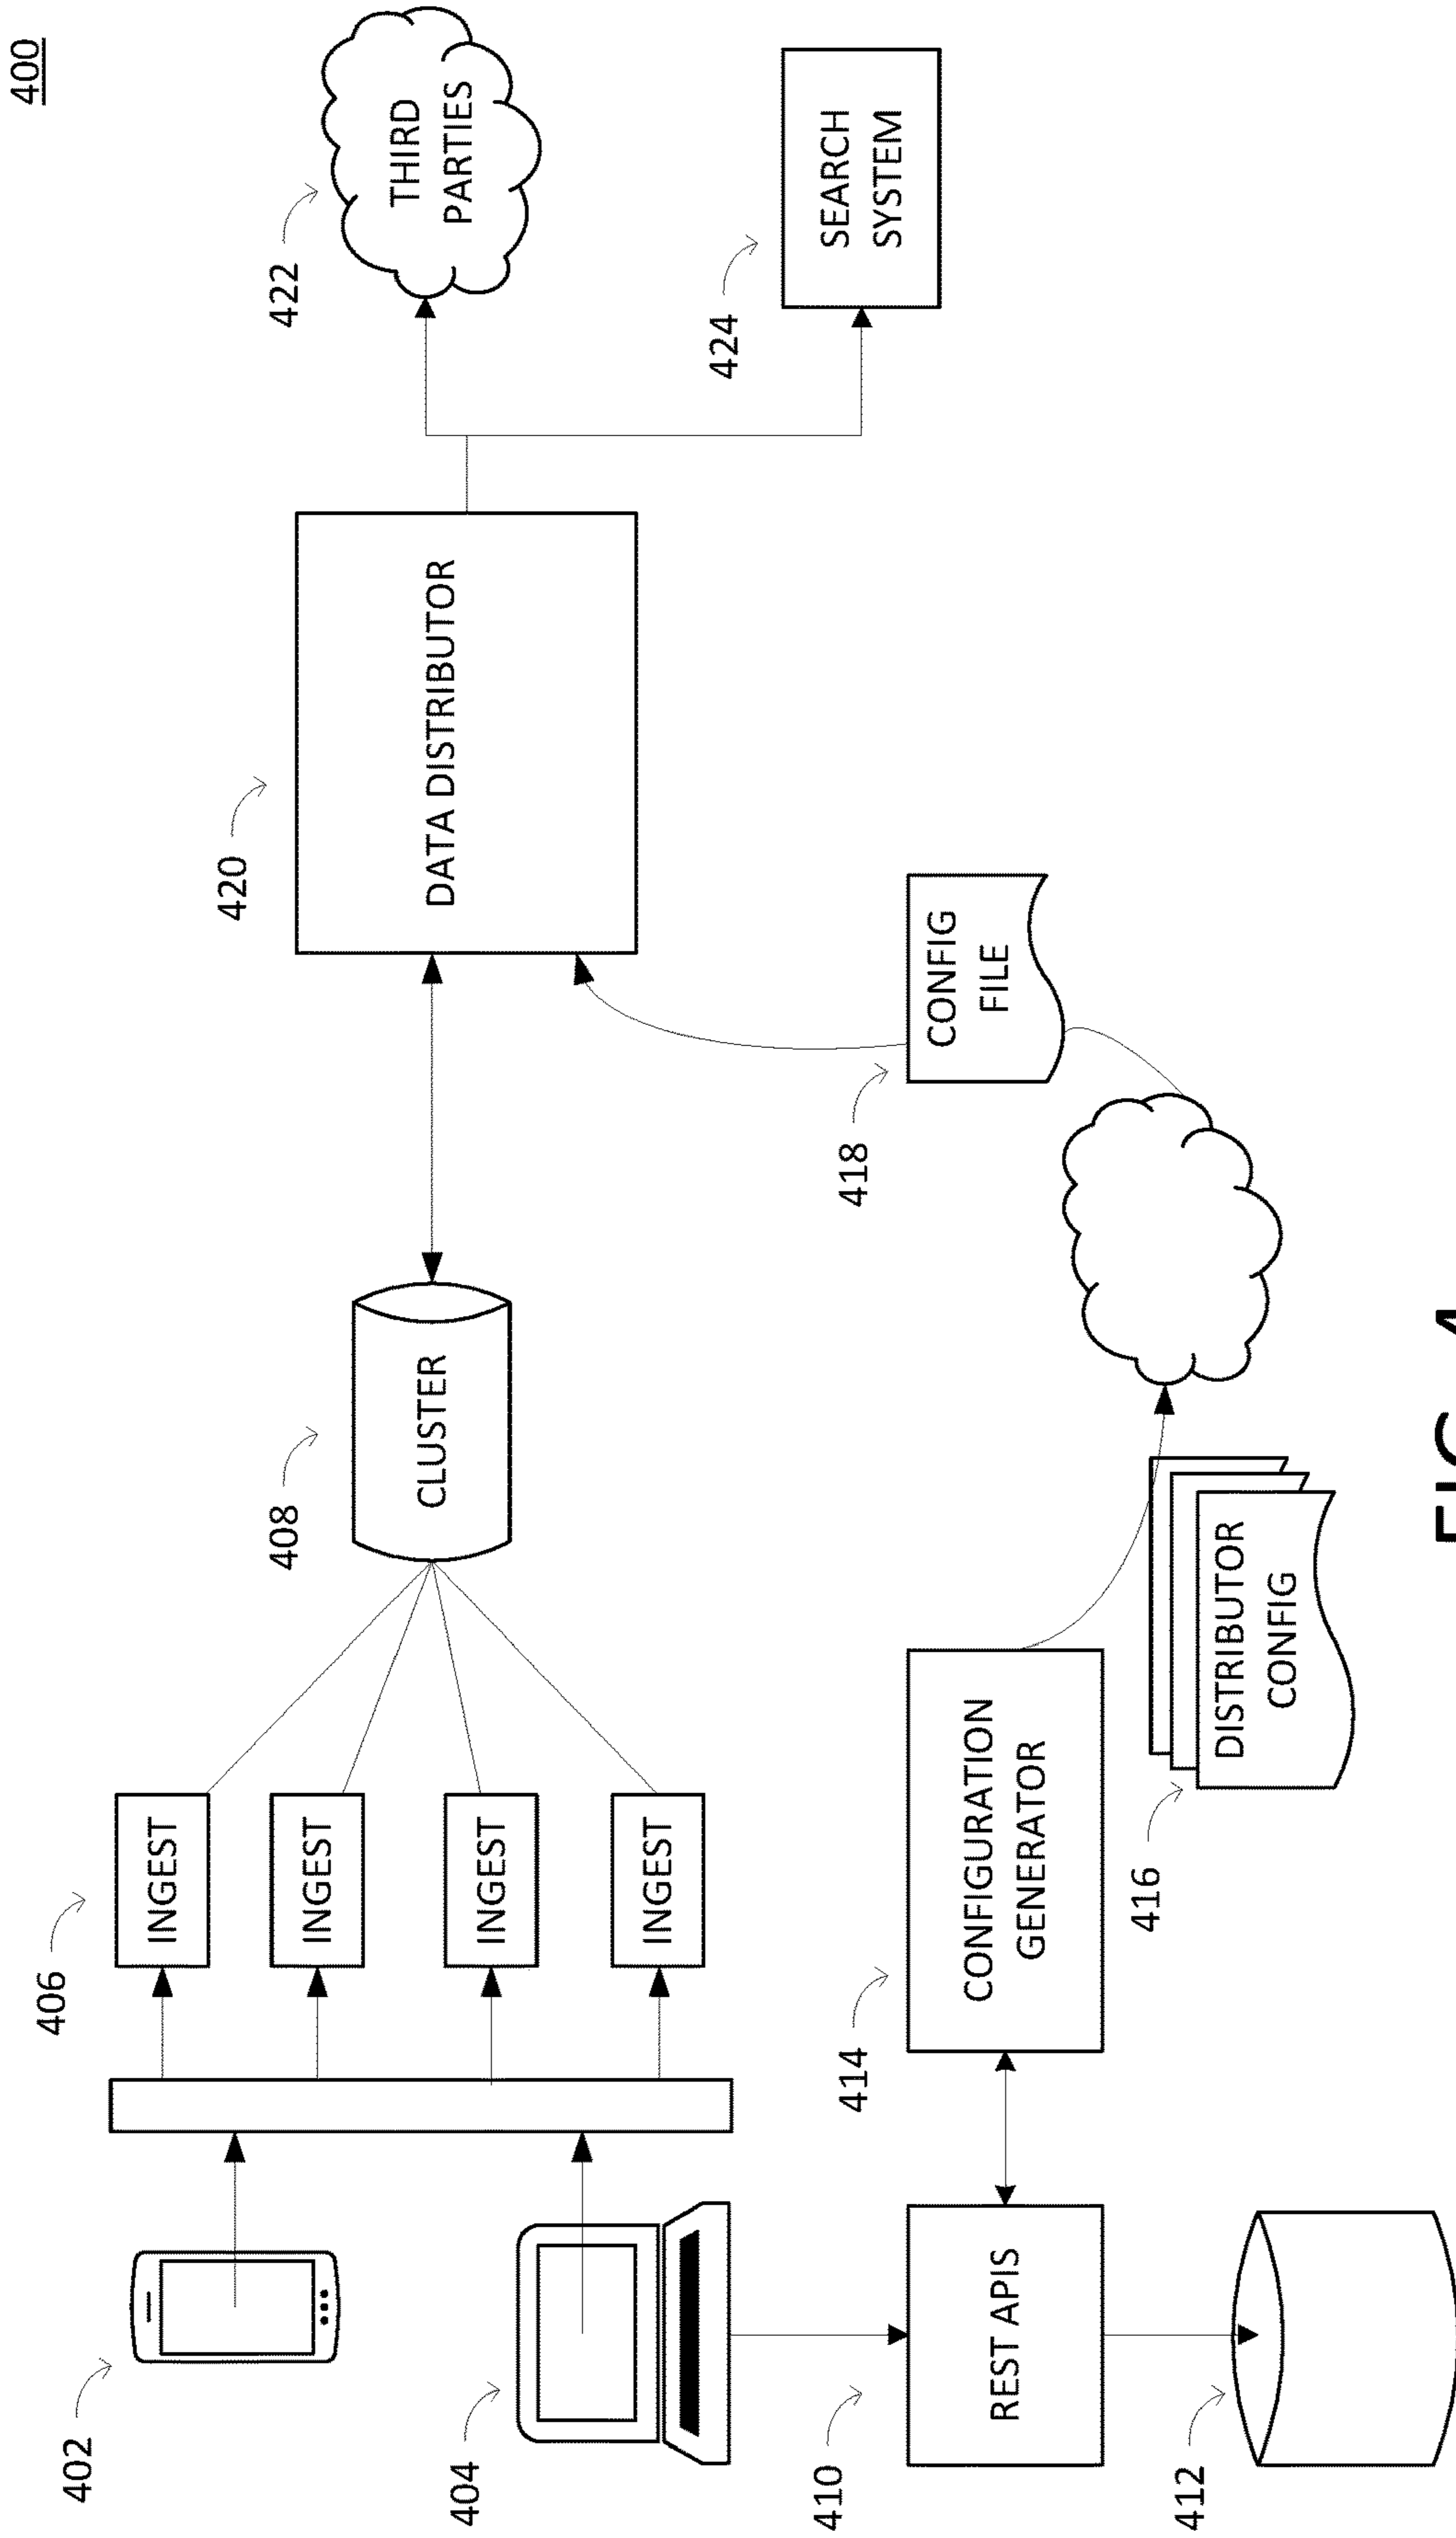 400
402
404
406
INGEST
INGEST
INGEST
INGEST
408
CLUSTER
420
DATA DISTRIBUTOR
422
THIRD
PARTIES
424
SEARCH
SYSTEM
410
REST APIS
412
414
CONFIGURATION
GENERATOR
416
DISTRIBUTOR
CONFIG
418
CONFIG
FILE